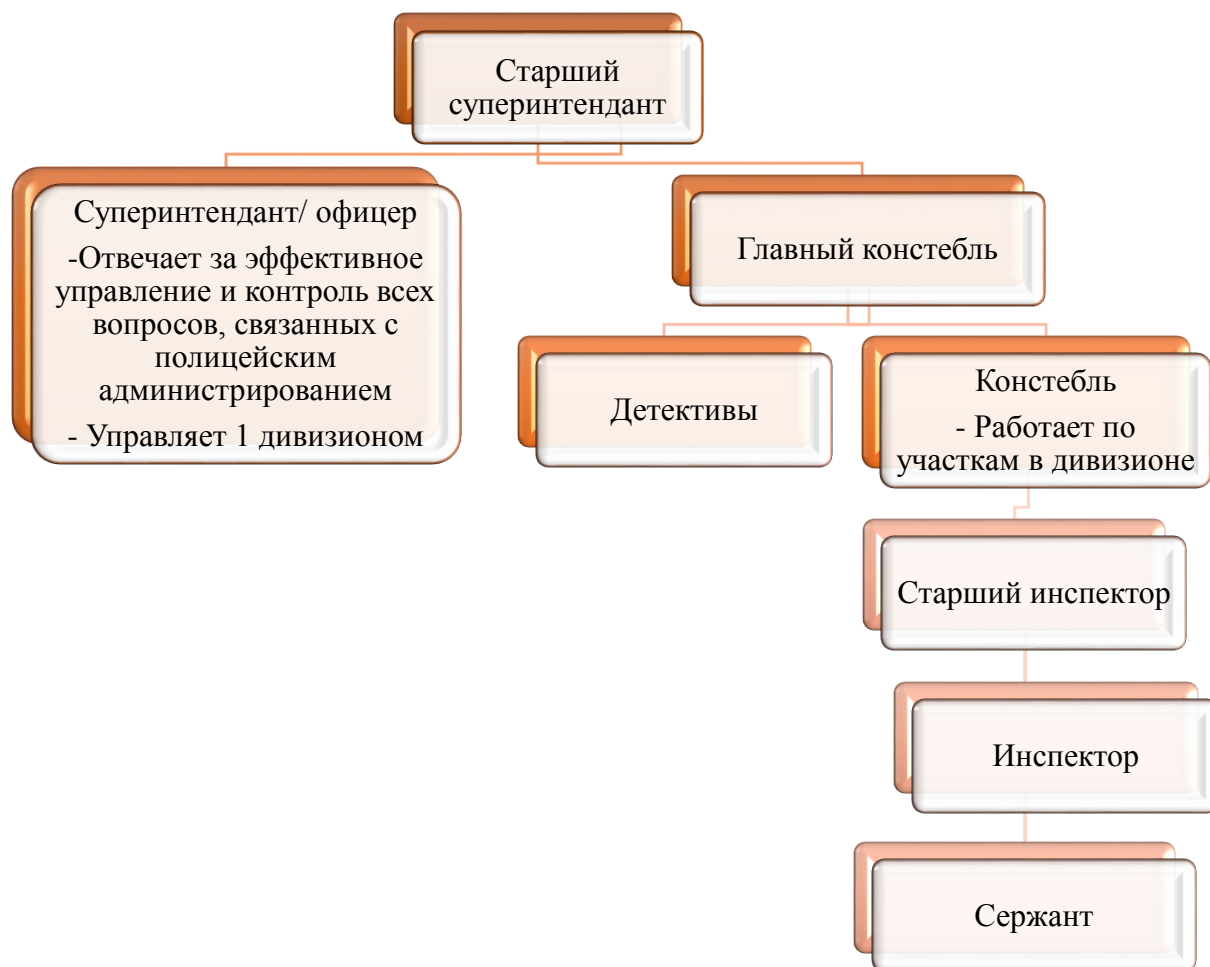 Старший
суперинтендант
Суперинтендант/ офицер
-Отвечает за эффективное
управление и контроль всех
вопросов, связанных с
полицейским
администрированием
- Управляет 1 дивизионом
Главный констебль
Детективы
Констебль
- Работает по
участкам в дивизионе
Старший инспектор
Инспектор
Сержант